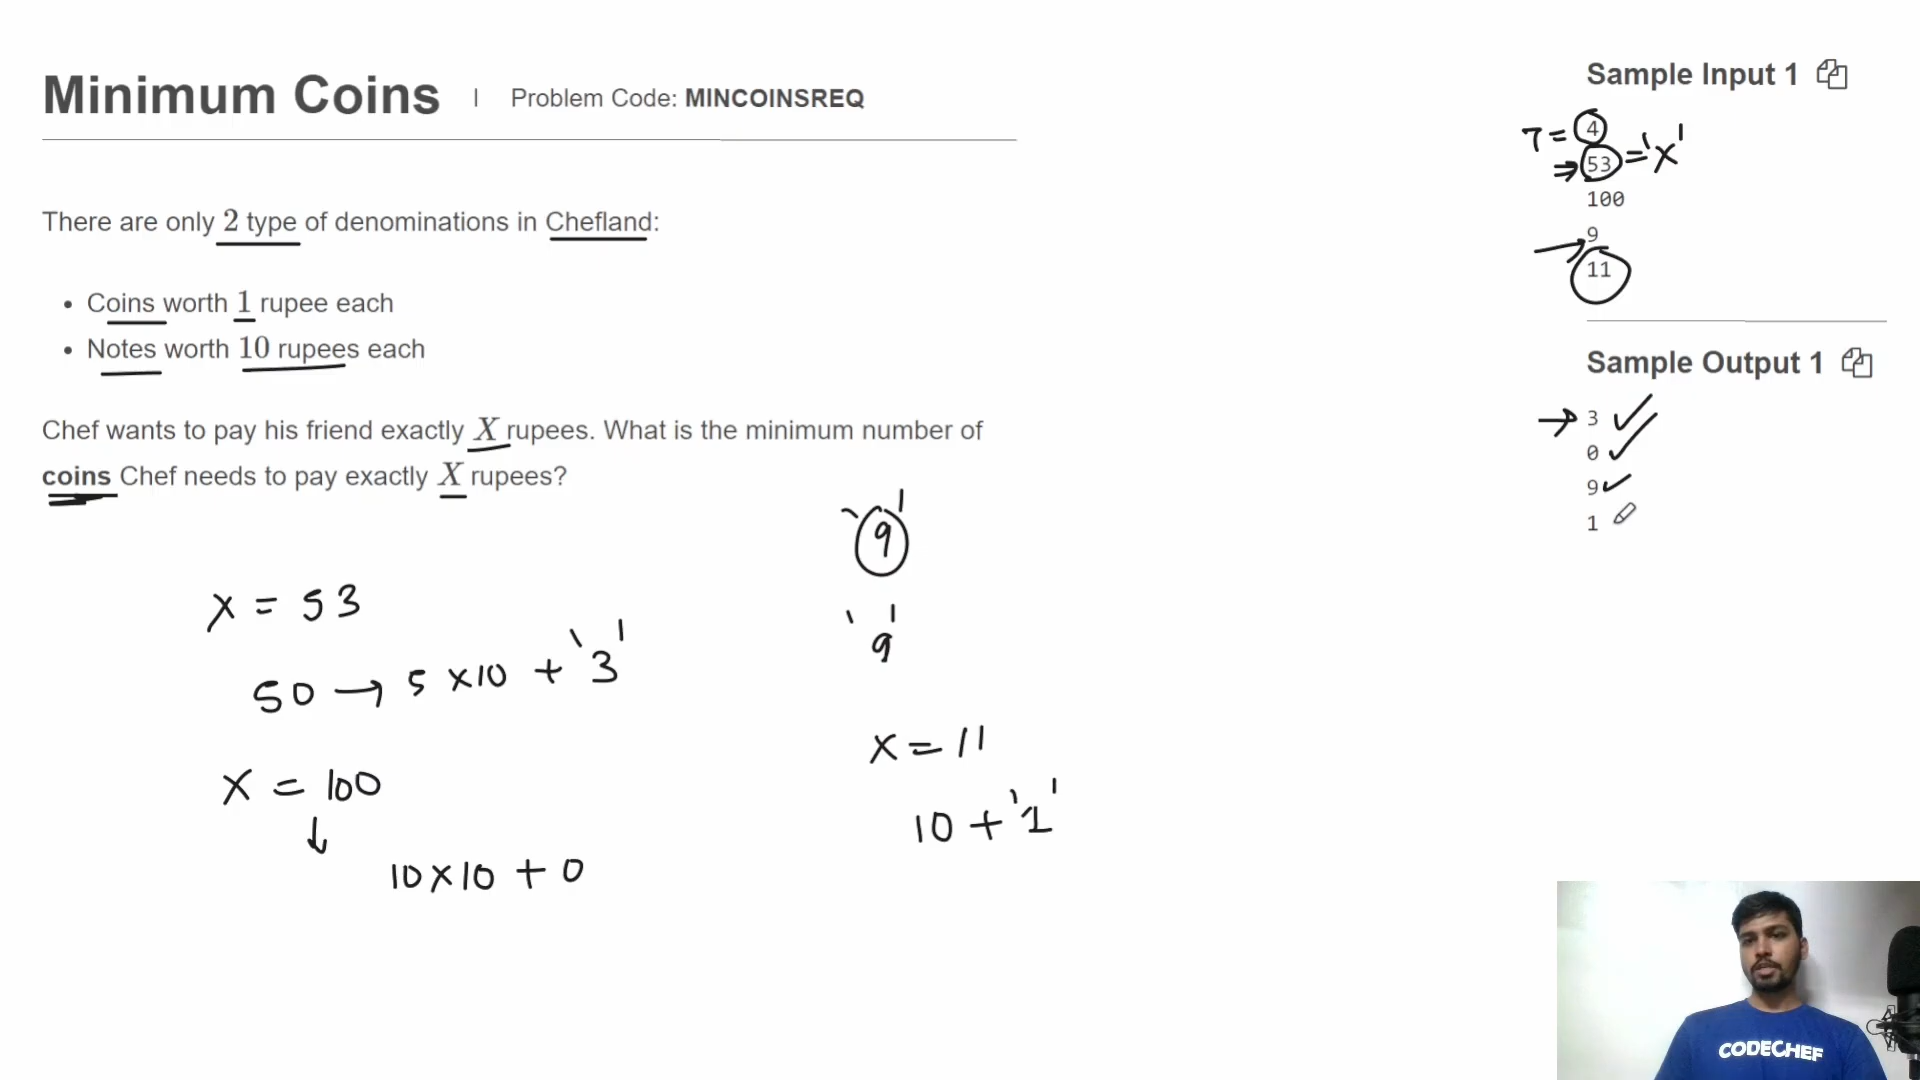 Minimum Coins | Problem Code: MINCOINSREQ
There are only 2 type of denominations in Chefland:
• Coins worth 1 rupee each
• Notes worth 10 rupees each
Chef wants to pay his friend exactly X rupees. What is the minimum number of
coins Chef needs to pay exactly X rupees?
x = 53
50 → 5 x10 + '3'
X = 100
↓
10x10 + 0
'9'
'9'
x = 11
10 + '1'
Sample Input 1
T = 4
⇒ 53 = 'x'
100
→ 9
11
Sample Output 1
→ 3 ✓
0 ✓
9 ✓
1
CODECHEF